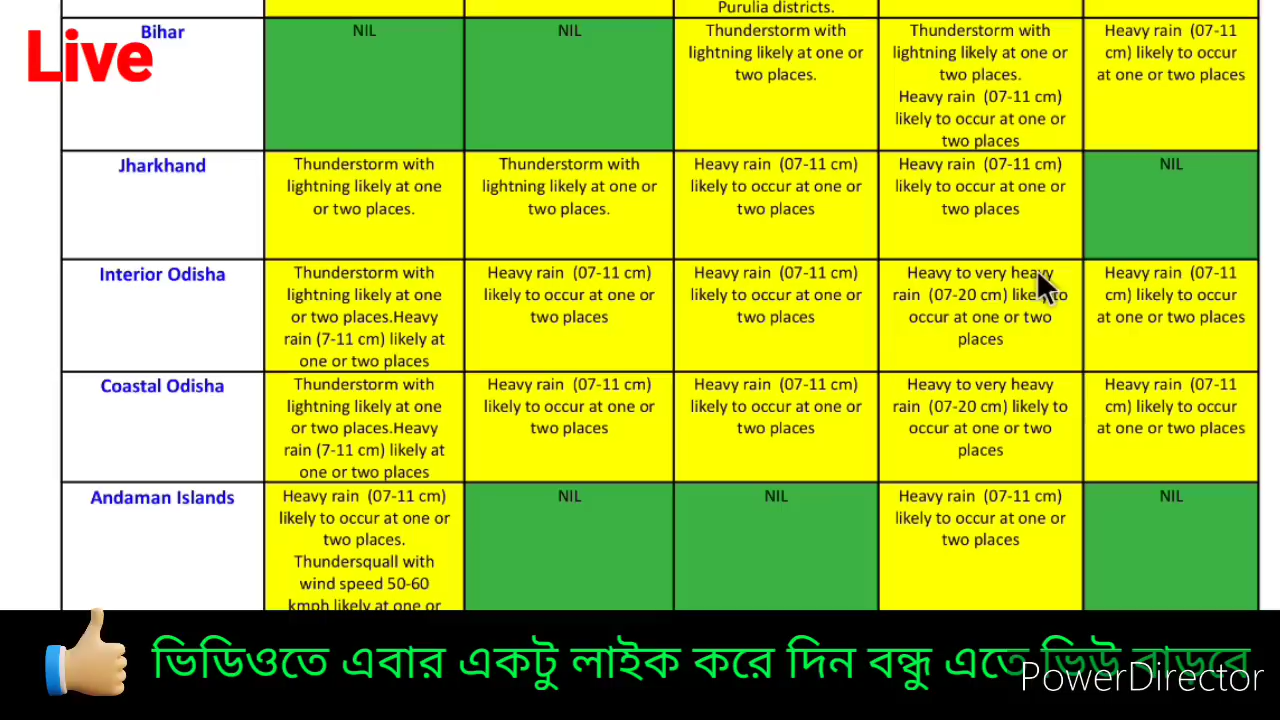 Purulia districts.
Live
Bihar
NIL
NIL
Thunderstorm with
lightning likely at one or
two places.
Thunderstorm with
lightning likely at one or
two places.
Heavy rain (07-11 cm)
likely to occur at one or
two places
Heavy rain (07-11
cm) likely to occur
at one or two places
Jharkhand
Thunderstorm with
lightning likely at one
or two places.
Thunderstorm with
lightning likely at one or
two places.
Heavy rain (07-11 cm)
likely to occur at one or
two places
Heavy rain (07-11 cm)
likely to occur at one or
two places
NIL
Interior Odisha
Thunderstorm with
lightning likely at one
or two places.Heavy
rain (7-11 cm) likely at
one or two places
Heavy rain (07-11 cm)
likely to occur at one or
two places
Heavy rain (07-11 cm)
likely to occur at one or
two places
Heavy to very heavy
rain (07-20 cm) likely to
occur at one or two
places
Heavy rain (07-11
cm) likely to occur
at one or two places
Coastal Odisha
Thunderstorm with
lightning likely at one
or two places.Heavy
rain (7-11 cm) likely at
one or two places
Heavy rain (07-11 cm)
likely to occur at one or
two places
Heavy rain (07-11 cm)
likely to occur at one or
two places
Heavy to very heavy
rain (07-20 cm) likely to
occur at one or two
places
Heavy rain (07-11
cm) likely to occur
at one or two places
Andaman Islands
Heavy rain (07-11 cm)
likely to occur at one or
two places.
Thundersquall with
wind speed 50-60
kmph likely at one or
NIL
NIL
Heavy rain (07-11 cm)
likely to occur at one or
two places
NIL
ভিডিওতে এবার একটু লাইক করে দিন বন্ধু এতে ভিউ বাড়বে
PowerDirector